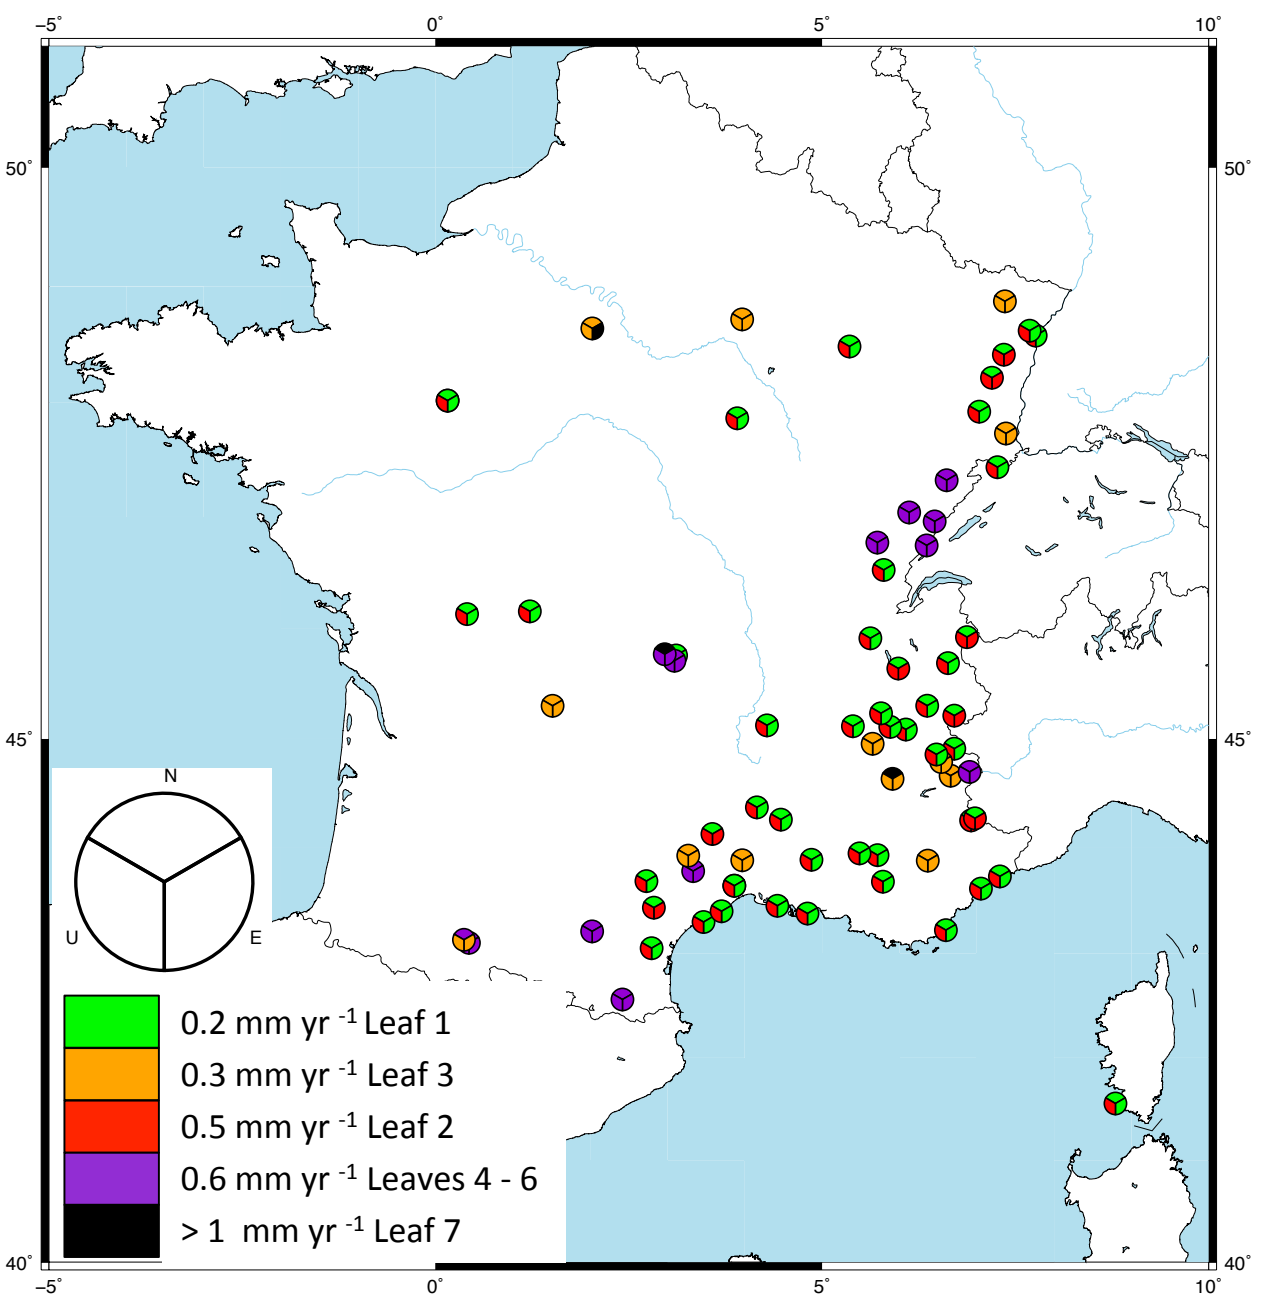 −5˚ 0˚ 5˚ 10˚
50˚ 50˚
45˚ 45˚
N
U E
0.2 mm yr -1 Leaf 1
0.3 mm yr -1 Leaf 3
0.5 mm yr -1 Leaf 2
0.6 mm yr -1 Leaves 4 - 6
> 1 mm yr -1 Leaf 7
40˚ 40˚
−5˚ 0˚ 5˚ 10˚